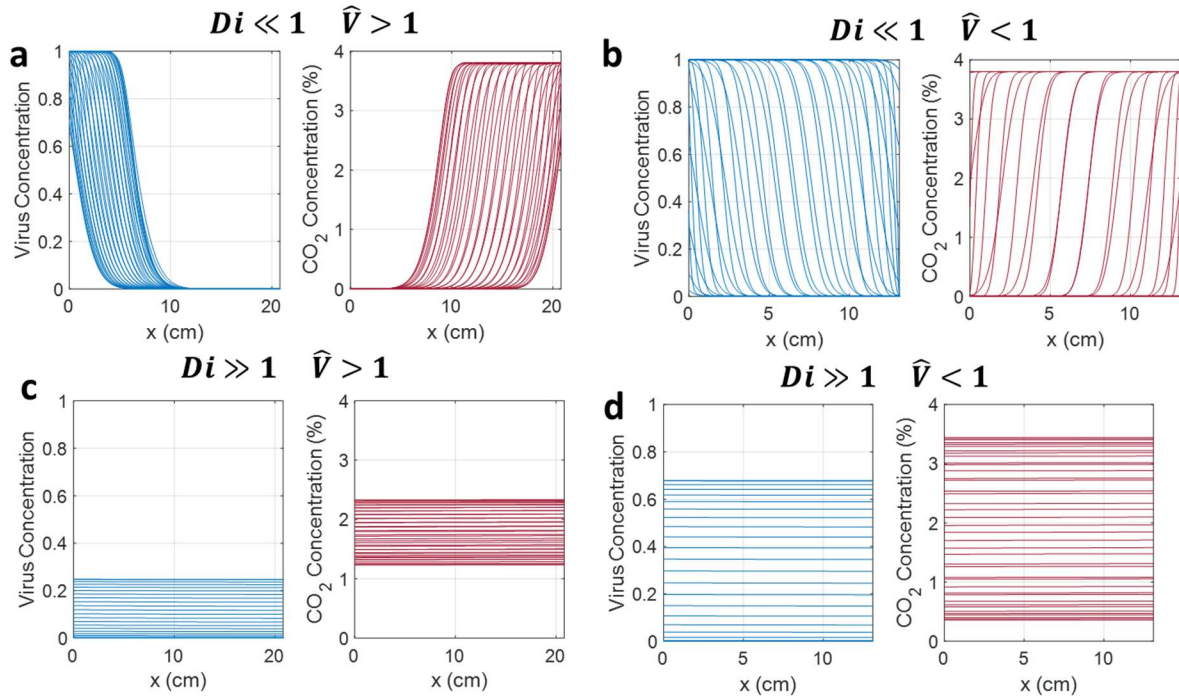 Di ≪ 1 V̂ > 1
a
Virus Concentration
1
0.8
0.6
0.4
0.2
0
0 10 20
x (cm)
CO₂ Concentration (%)
4
3
2
1
0
0 10 20
x (cm)
Di ≪ 1 V̂ < 1
b
Virus Concentration
1
0.8
0.6
0.4
0.2
0
0 5 10
x (cm)
CO₂ Concentration (%)
4
3
2
1
0
0 5 10
x (cm)
Di ≫ 1 V̂ > 1
c
Virus Concentration
1
0.8
0.6
0.4
0.2
0
0 10 20
x (cm)
CO₂ Concentration (%)
4
3
2
1
0
0 10 20
x (cm)
Di ≫ 1 V̂ < 1
d
Virus Concentration
1
0.8
0.6
0.4
0.2
0
0 5 10
x (cm)
CO₂ Concentration (%)
4
3
2
1
0
0 5 10
x (cm)